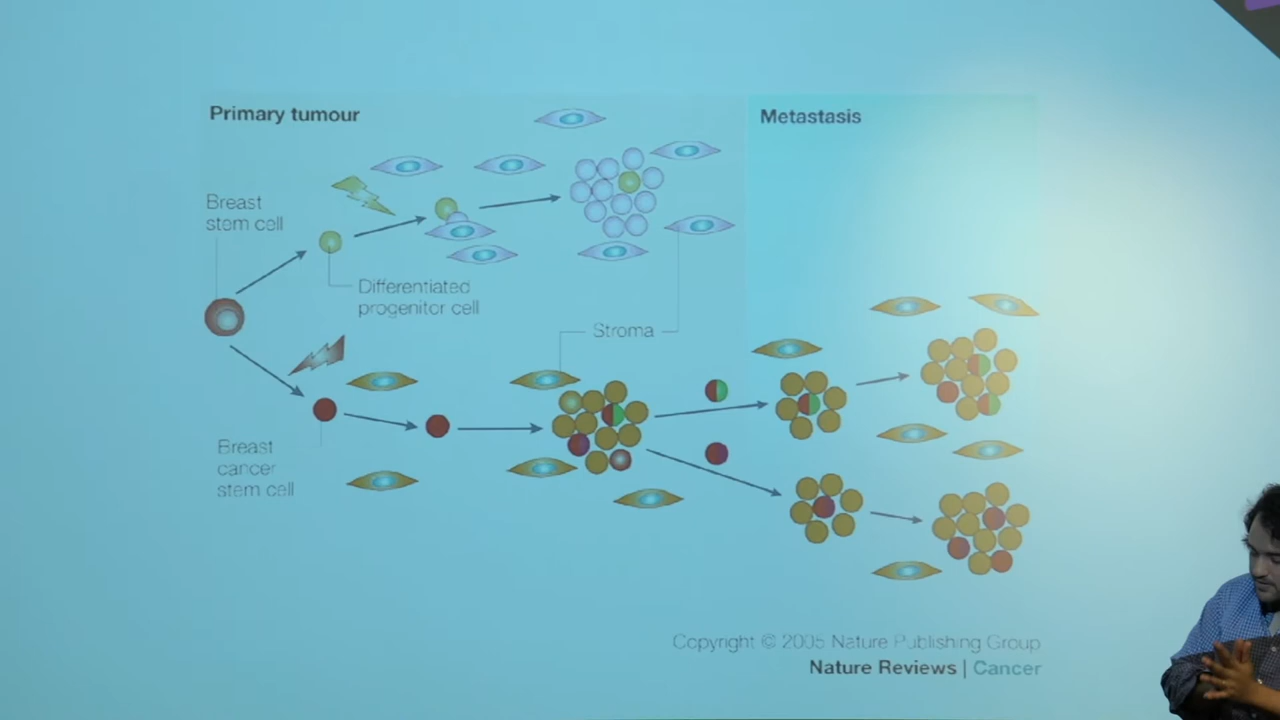 Primary tumour
Metastasis
Breast
stem cell
Differentiated
progenitor cell
Stroma
Breast
cancer
stem cell
Copyright © 2005 Nature Publishing Group
Nature Reviews | Cancer